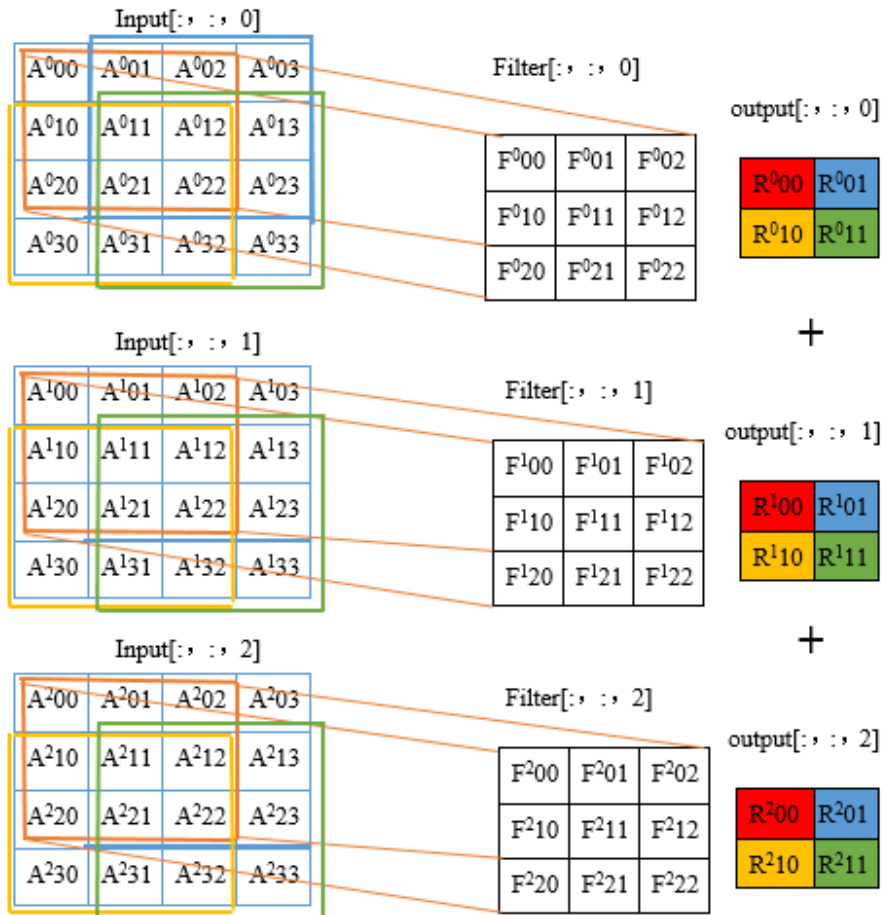 Input[:, :, 0]
A⁰00 A⁰01 A⁰02 A⁰03
A⁰10 A⁰11 A⁰12 A⁰13
A⁰20 A⁰21 A⁰22 A⁰23
A⁰30 A⁰31 A⁰32 A⁰33
Filter[:, :, 0]
F⁰00 F⁰01 F⁰02
F⁰10 F⁰11 F⁰12
F⁰20 F⁰21 F⁰22
output[:, :, 0]
R⁰00 R⁰01
R⁰10 R⁰11
+
Input[:, :, 1]
A¹00 A¹01 A¹02 A¹03
A¹10 A¹11 A¹12 A¹13
A¹20 A¹21 A¹22 A¹23
A¹30 A¹31 A¹32 A¹33
Filter[:, :, 1]
F¹00 F¹01 F¹02
F¹10 F¹11 F¹12
F¹20 F¹21 F¹22
output[:, :, 1]
R¹00 R¹01
R¹10 R¹11
+
Input[:, :, 2]
A²00 A²01 A²02 A²03
A²10 A²11 A²12 A²13
A²20 A²21 A²22 A²23
A²30 A²31 A²32 A²33
Filter[:, :, 2]
F²00 F²01 F²02
F²10 F²11 F²12
F²20 F²21 F²22
output[:, :, 2]
R²00 R²01
R²10 R²11